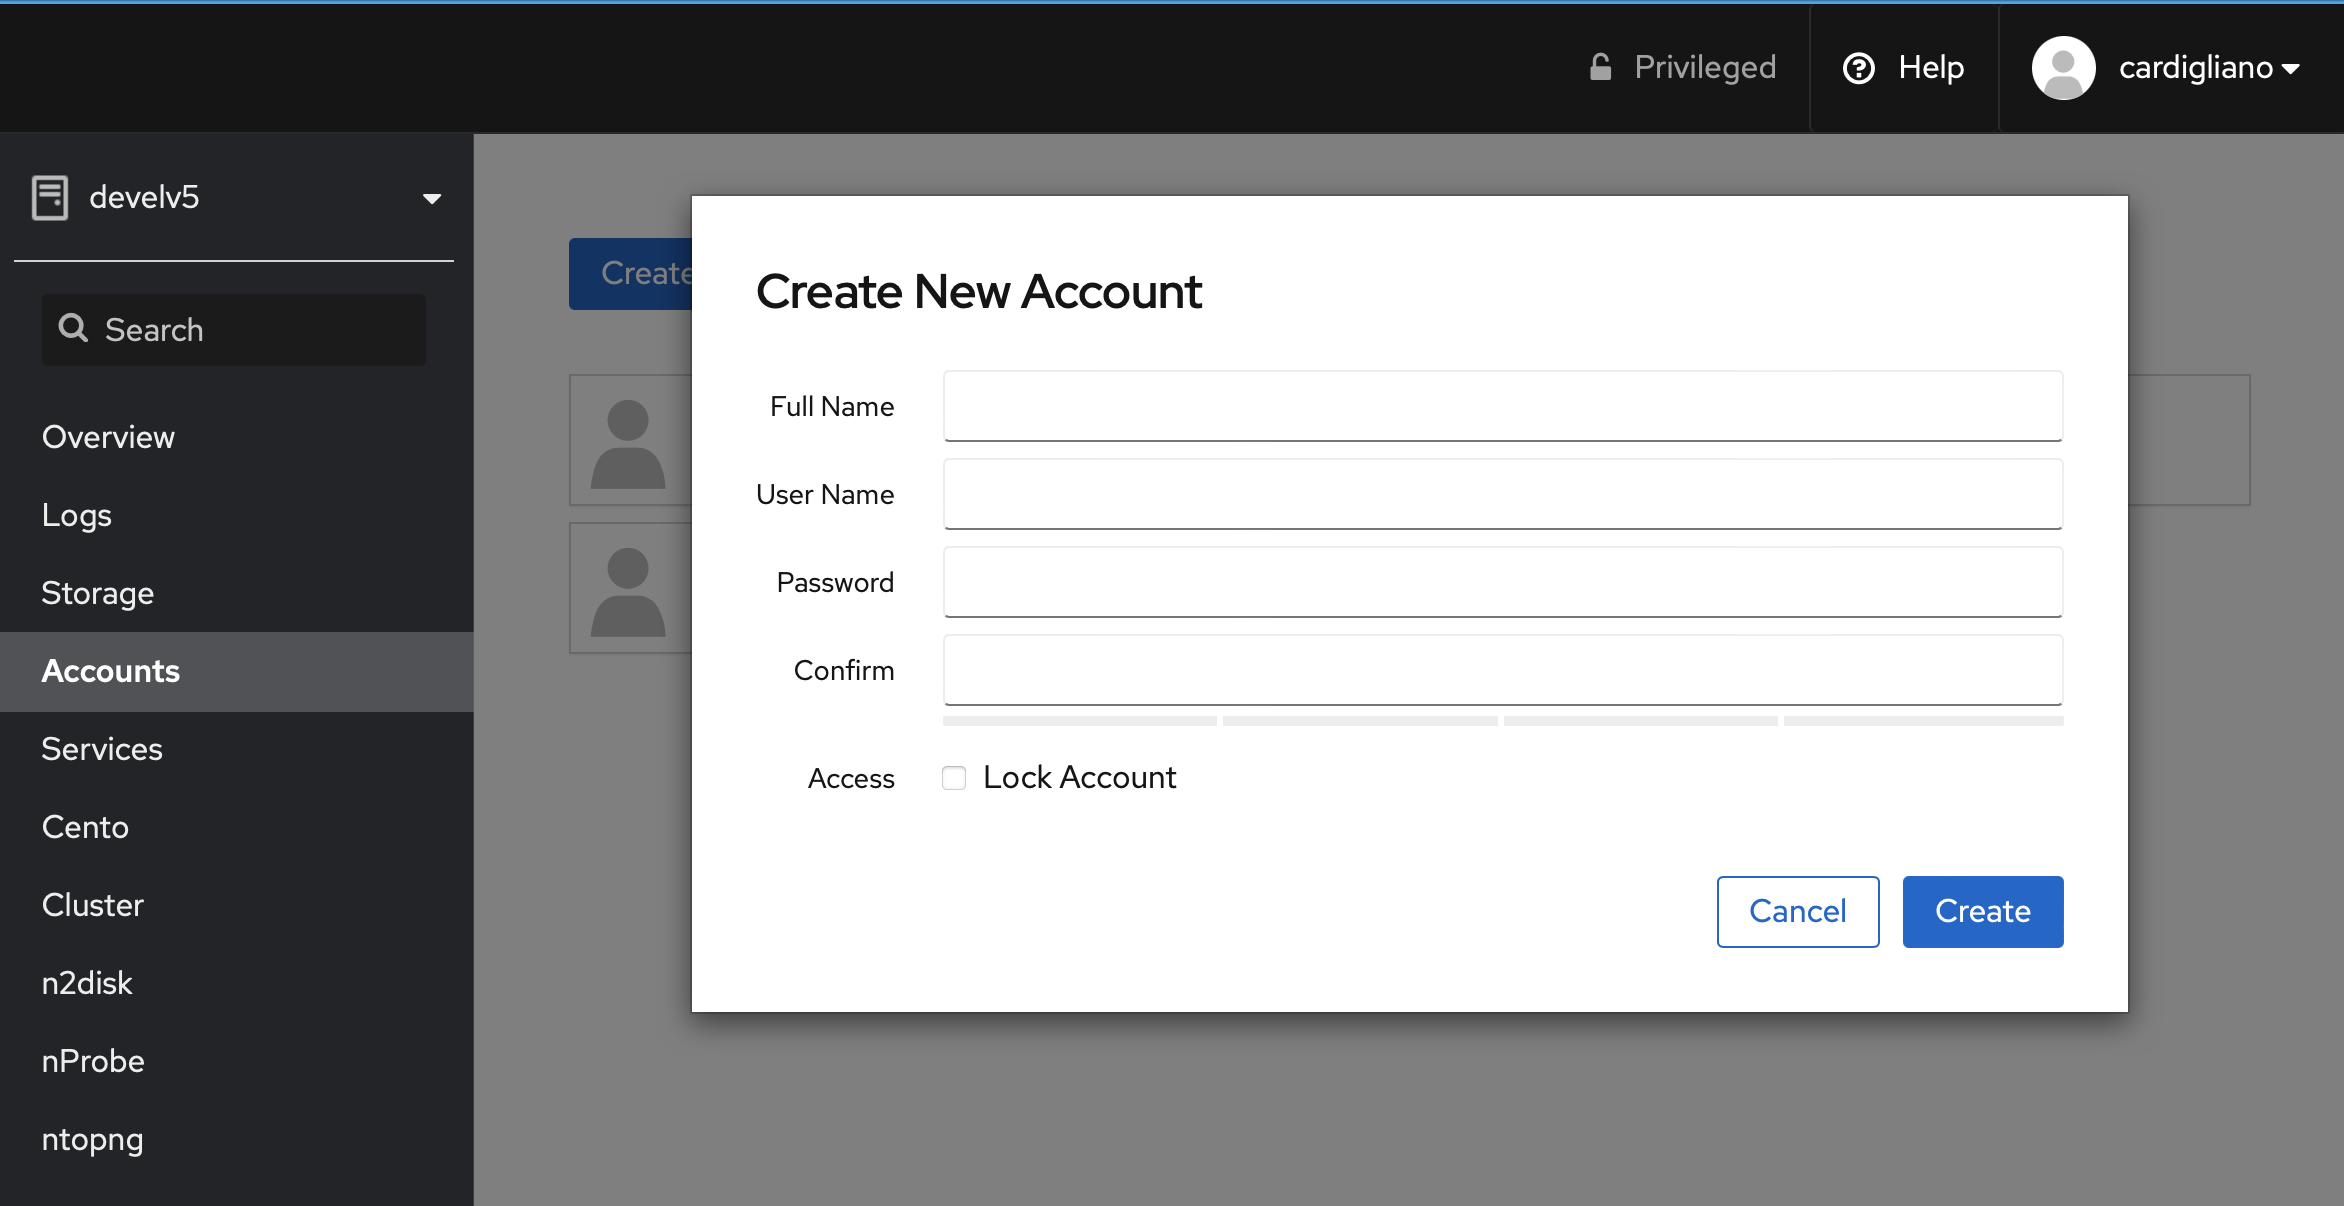 Privileged
Help
cardigliano
develv5
Search
Overview
Logs
Storage
Accounts
Services
Cento
Cluster
n2disk
nProbe
ntopng
Create
Create New Account
Full Name
User Name
Password
Confirm
Access
Lock Account
Cancel
Create